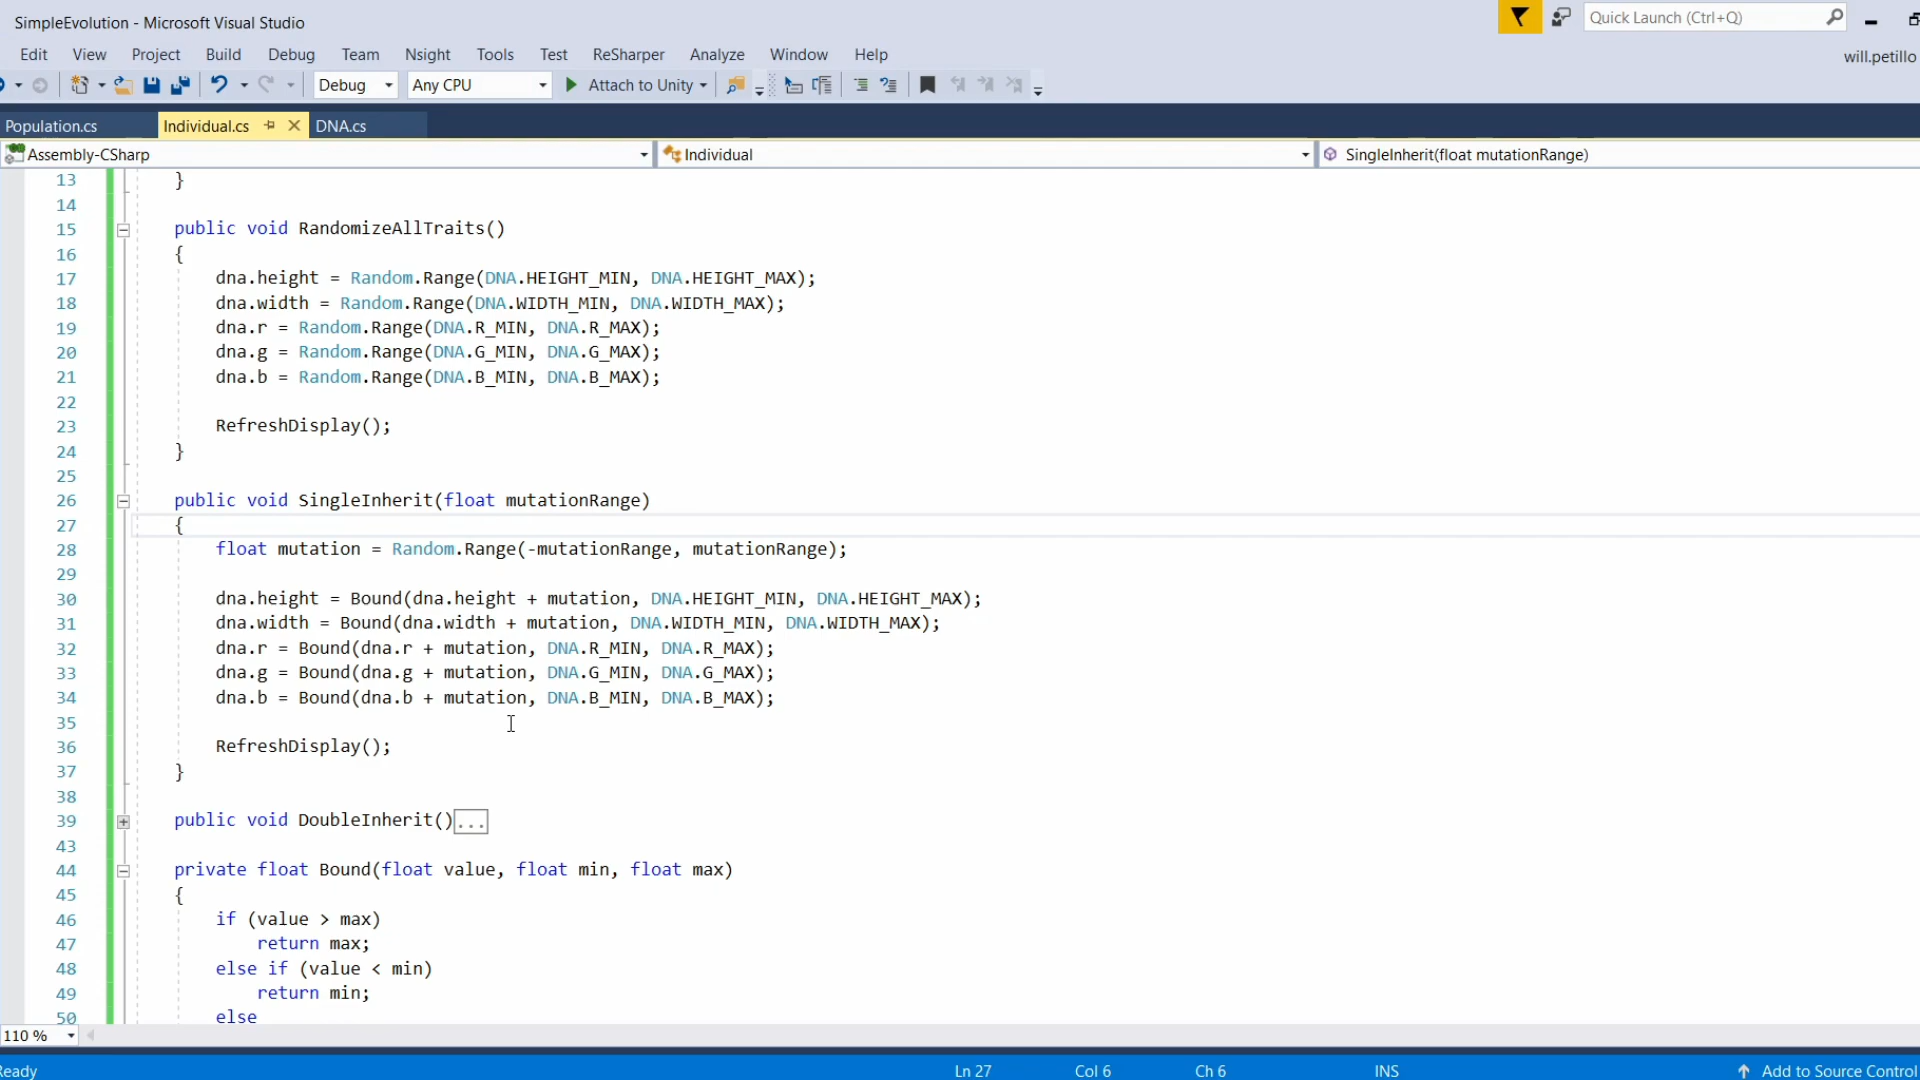 SimpleEvolution - Microsoft Visual Studio
Quick Launch (Ctrl+Q)
Edit View Project Build Debug Team Nsight Tools Test ReSharper Analyze Window Help
will.petillo
Debug Any CPU Attach to Unity
Population.cs Individual.cs DNA.cs
Assembly-CSharp Individual SingleInherit(float mutationRange)
13 }
14
15 public void RandomizeAllTraits()
16 {
17 dna.height = Random.Range(DNA.HEIGHT_MIN, DNA.HEIGHT_MAX);
18 dna.width = Random.Range(DNA.WIDTH_MIN, DNA.WIDTH_MAX);
19 dna.r = Random.Range(DNA.R_MIN, DNA.R_MAX);
20 dna.g = Random.Range(DNA.G_MIN, DNA.G_MAX);
21 dna.b = Random.Range(DNA.B_MIN, DNA.B_MAX);
22
23 RefreshDisplay();
24 }
25
26 public void SingleInherit(float mutationRange)
27 {
28 float mutation = Random.Range(-mutationRange, mutationRange);
29
30 dna.height = Bound(dna.height + mutation, DNA.HEIGHT_MIN, DNA.HEIGHT_MAX);
31 dna.width = Bound(dna.width + mutation, DNA.WIDTH_MIN, DNA.WIDTH_MAX);
32 dna.r = Bound(dna.r + mutation, DNA.R_MIN, DNA.R_MAX);
33 dna.g = Bound(dna.g + mutation, DNA.G_MIN, DNA.G_MAX);
34 dna.b = Bound(dna.b + mutation, DNA.B_MIN, DNA.B_MAX);
35
36 RefreshDisplay();
37 }
38
39 public void DoubleInherit()...
43
44 private float Bound(float value, float min, float max)
45 {
46 if (value > max)
47 return max;
48 else if (value < min)
49 return min;
50 else
110 %
Ready Ln 27 Col 6 Ch 6 INS Add to Source Control